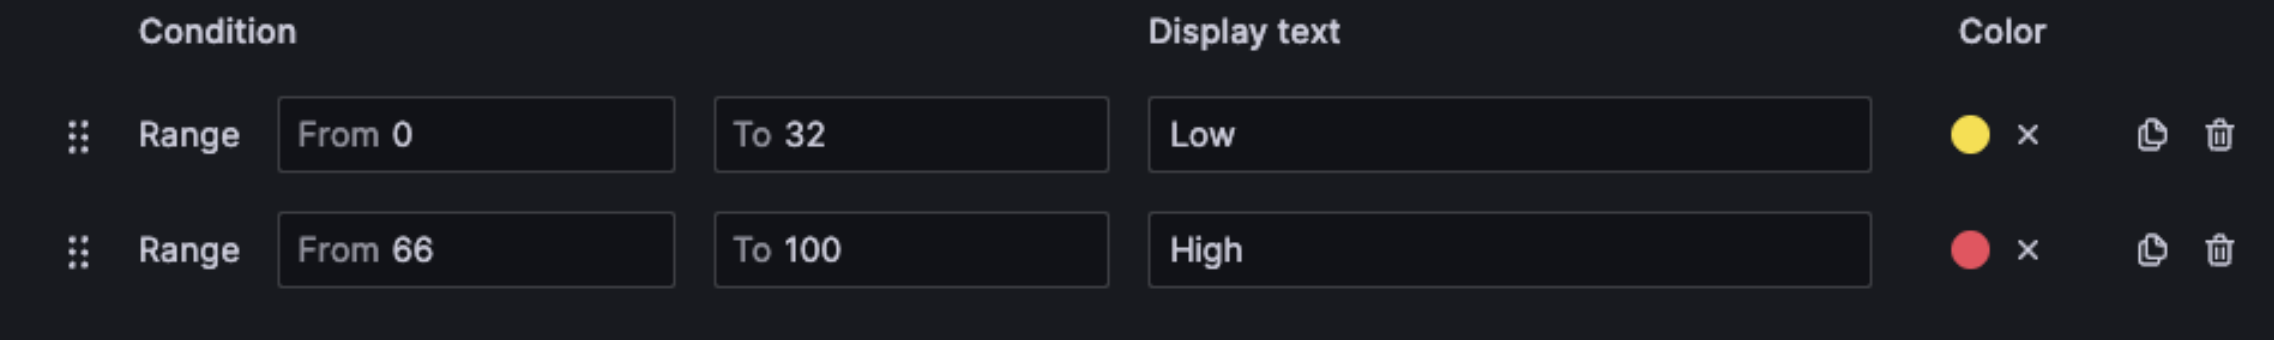 Condition Display text Color
Range From 0 To 32 Low
Range From 66 To 100 High